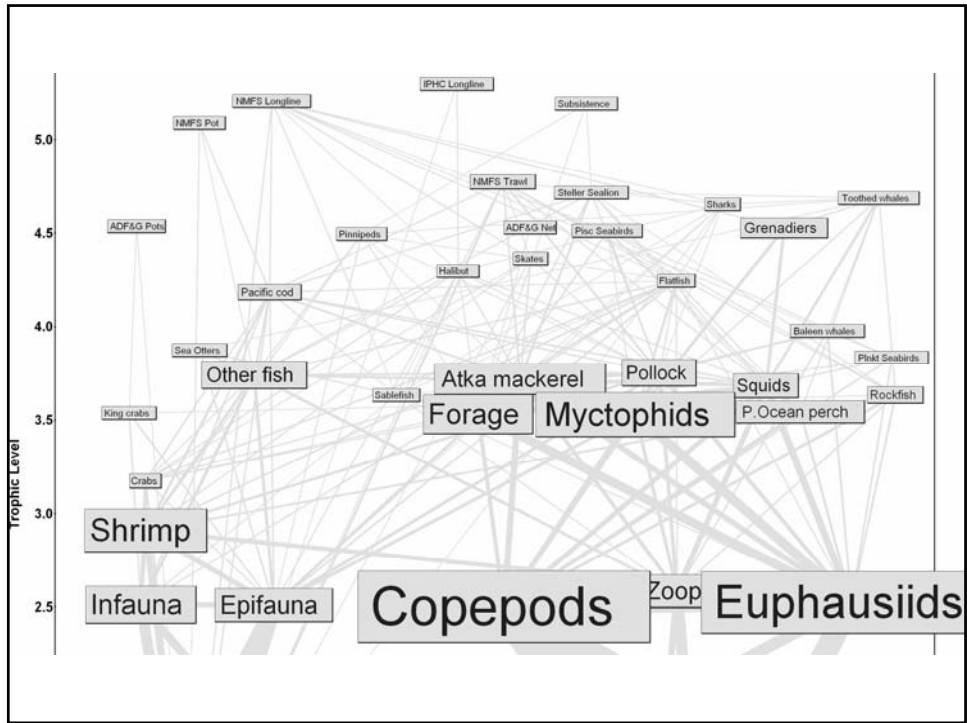 IPHC Longline
NMFS Longline
Subsistence
NMFS Pot
5.0
NMFS Trawl
Steller Sealion
Toothed whales
Sharks
ADF&G Pots
ADF&G Net
Pisc Seabirds
Grenadiers
4.5
Pinnipeds
Skates
Halibut
Flatfish
Pacific cod
4.0
Baleen whales
Sea Otters
Plnkt Seabirds
Other fish
Atka mackerel
Pollock
Squids
Sablefish
Rockfish
King crabs
Forage
Myctophids
P.Ocean perch
3.5
Trophic Level
Crabs
3.0
Shrimp
2.5
Infauna
Epifauna
Copepods
Zoop
Euphausiids